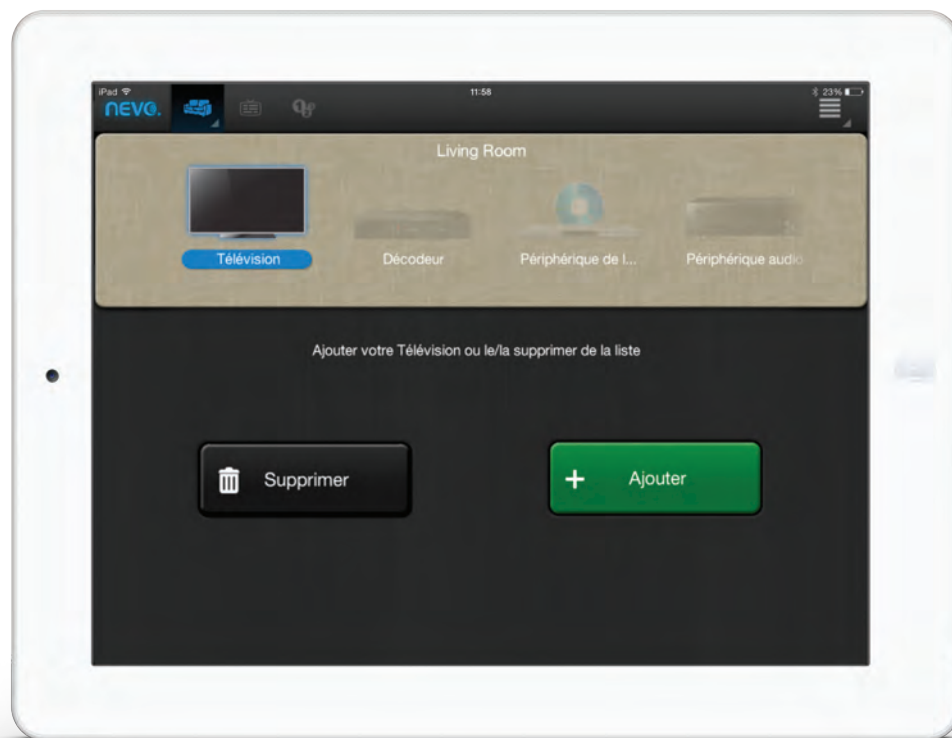 iPad 11:58 23%
nevo.
Living Room
Télévision Décodeur Périphérique de l... Périphérique audio
Ajouter votre Télévision ou le/la supprimer de la liste
Supprimer Ajouter